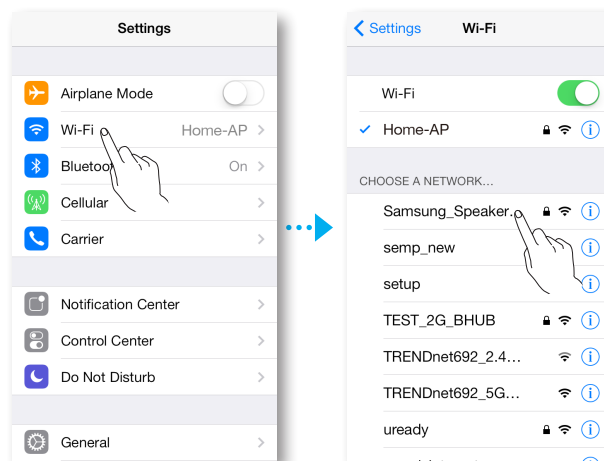 Settings
Airplane Mode
Wi-Fi Home-AP
On
Cellular
Carrier
Notification Center
Control Center
Do Not Disturb
General
Settings Wi-Fi
Wi-Fi
Home-AP
CHOOSE A NETWORK...
Samsung_Speaker.
semp_new
setup
TEST_2G_BHUB
TRENDnet692_2.4...
TRENDnet692_5G...
uready